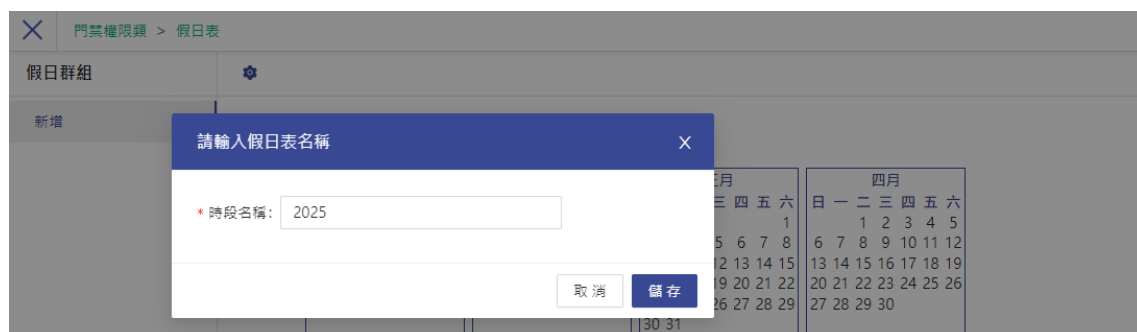 門禁權限類 > 假日表
假日群組
新增
請輸入假日表名稱
X
* 時段名稱: 2025
取消
儲存
三月
三 四 五 六
1
5 6 7 8
12 13 14 15
19 20 21 22
26 27 28 29
30 31
四月
日 一 二 三 四 五 六
1 2 3 4 5
6 7 8 9 10 11 12
13 14 15 16 17 18 19
20 21 22 23 24 25 26
27 28 29 30